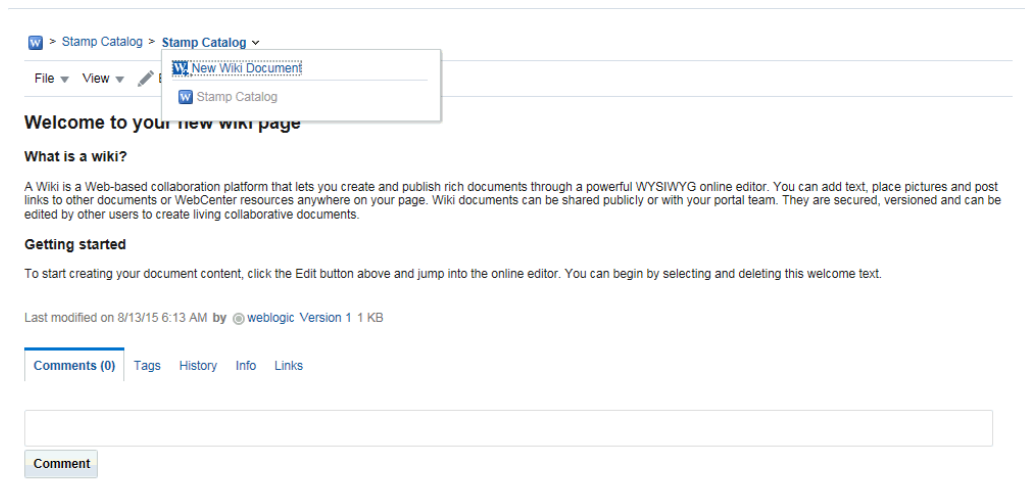 > Stamp Catalog > Stamp Catalog
New Wiki Document
Stamp Catalog
File View
Welcome to your new wiki page
What is a wiki?
A Wiki is a Web-based collaboration platform that lets you create and publish rich documents through a powerful WYSIWYG online editor. You can add text, place pictures and post
links to other documents or WebCenter resources anywhere on your page. Wiki documents can be shared publicly or with your portal team. They are secured, versioned and can be
edited by other users to create living collaborative documents.
Getting started
To start creating your document content, click the Edit button above and jump into the online editor. You can begin by selecting and deleting this welcome text.
Last modified on 8/13/15 6:13 AM by weblogic Version 1 1 KB
Comments (0) Tags History Info Links
Comment